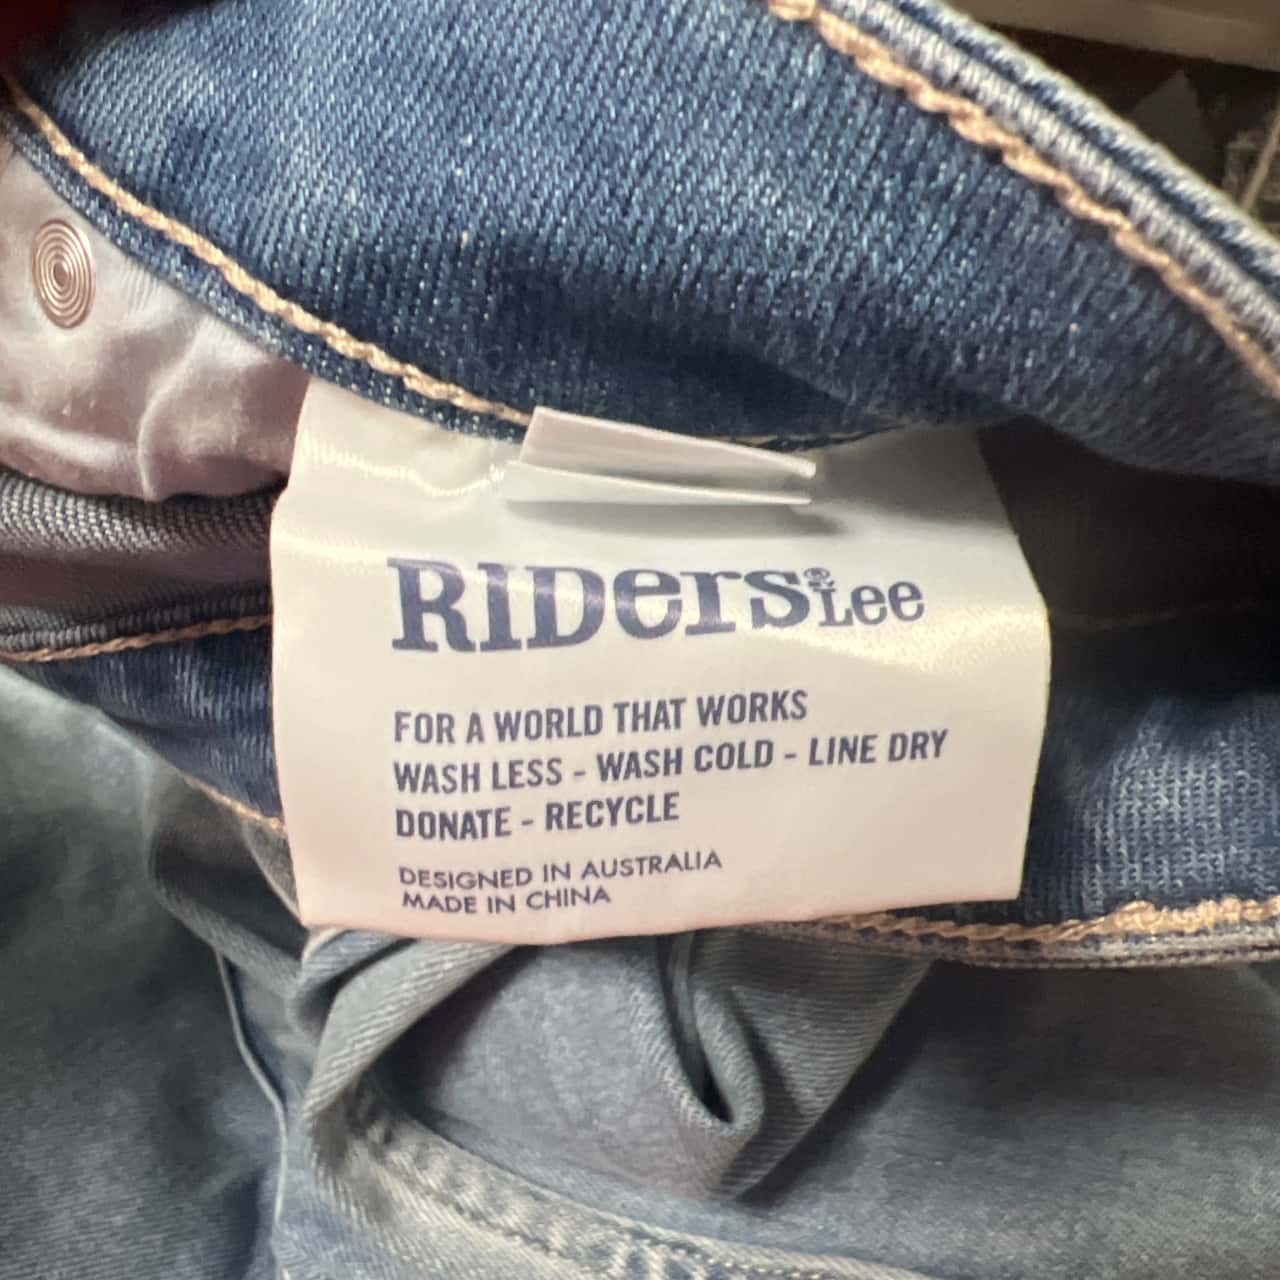 RIDers® by Lee
FOR A WORLD THAT WORKS
WASH LESS - WASH COLD - LINE DRY
DONATE - RECYCLE
DESIGNED IN AUSTRALIA
MADE IN CHINA